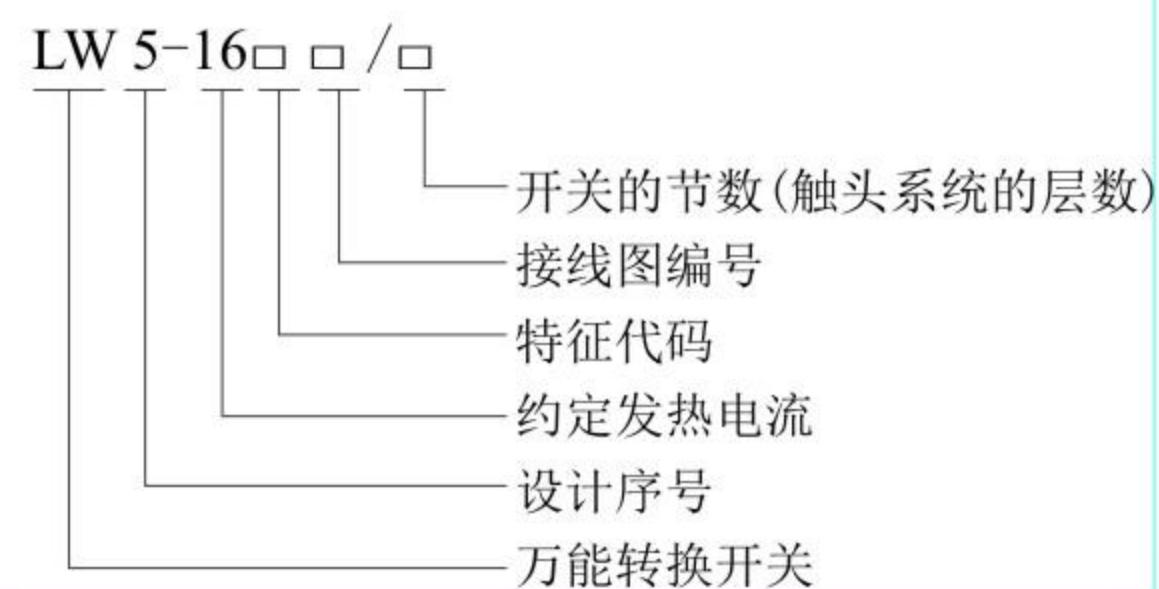 LW 5-16□ □/□
开关的节数(触头系统的层数)
接线图编号
特征代码
约定发热电流
设计序号
万能转换开关